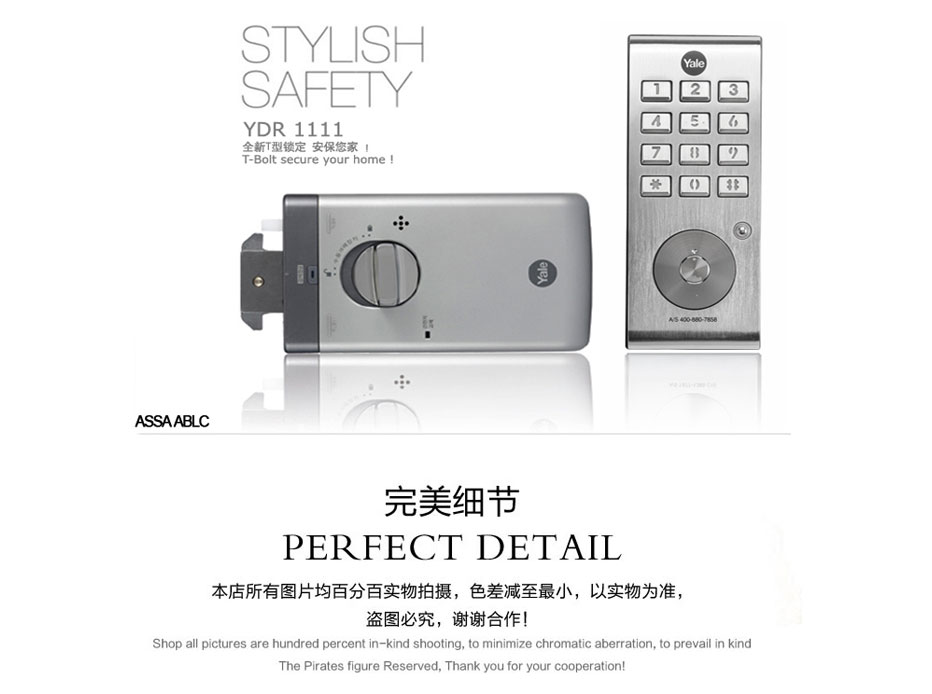 STYLISH
SAFETY
YDR 1111
全新T型锁定 安保您家 !
T-Bolt secure your home !
Yale
1 2 3
4 5 6
7 8 9
* 0 #
A/S 400-880-7858
Yale
ASSA ABLC
完美细节
PERFECT DETAIL
本店所有图片均百分百实物拍摄，色差减至最小，以实物为准，
盗图必究，谢谢合作！
Shop all pictures are hundred percent in-kind shooting, to minimize chromatic aberration, to prevail in kind
The Pirates figure Reserved, Thank you for your cooperation!